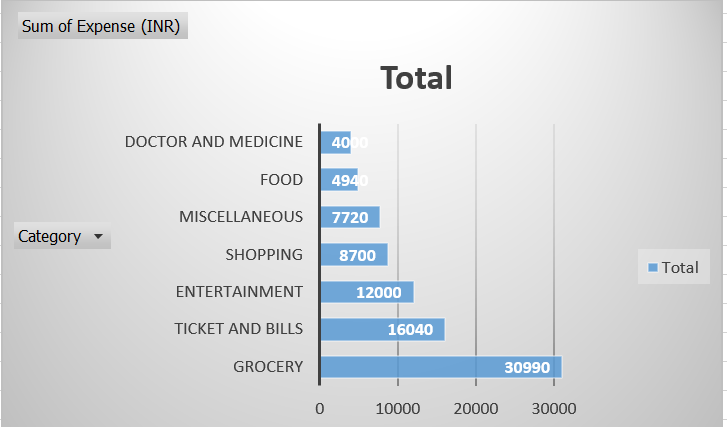 Sum of Expense (INR)
Total
DOCTOR AND MEDICINE 4000
FOOD 4940
MISCELLANEOUS 7720
Category
SHOPPING 8700
Total
ENTERTAINMENT 12000
TICKET AND BILLS 16040
GROCERY 30990
0 10000 20000 30000